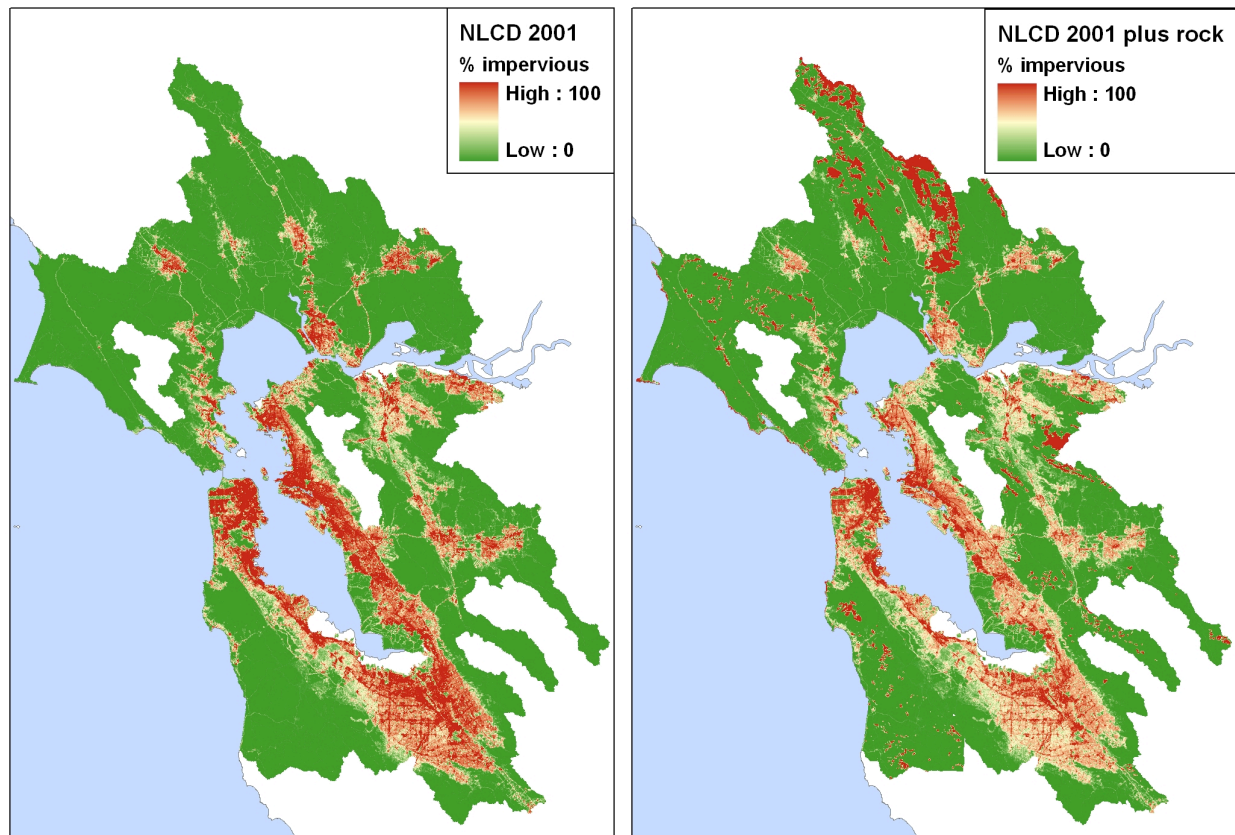 NLCD 2001
% impervious
High : 100
Low : 0
NLCD 2001 plus rock
% impervious
High : 100
Low : 0